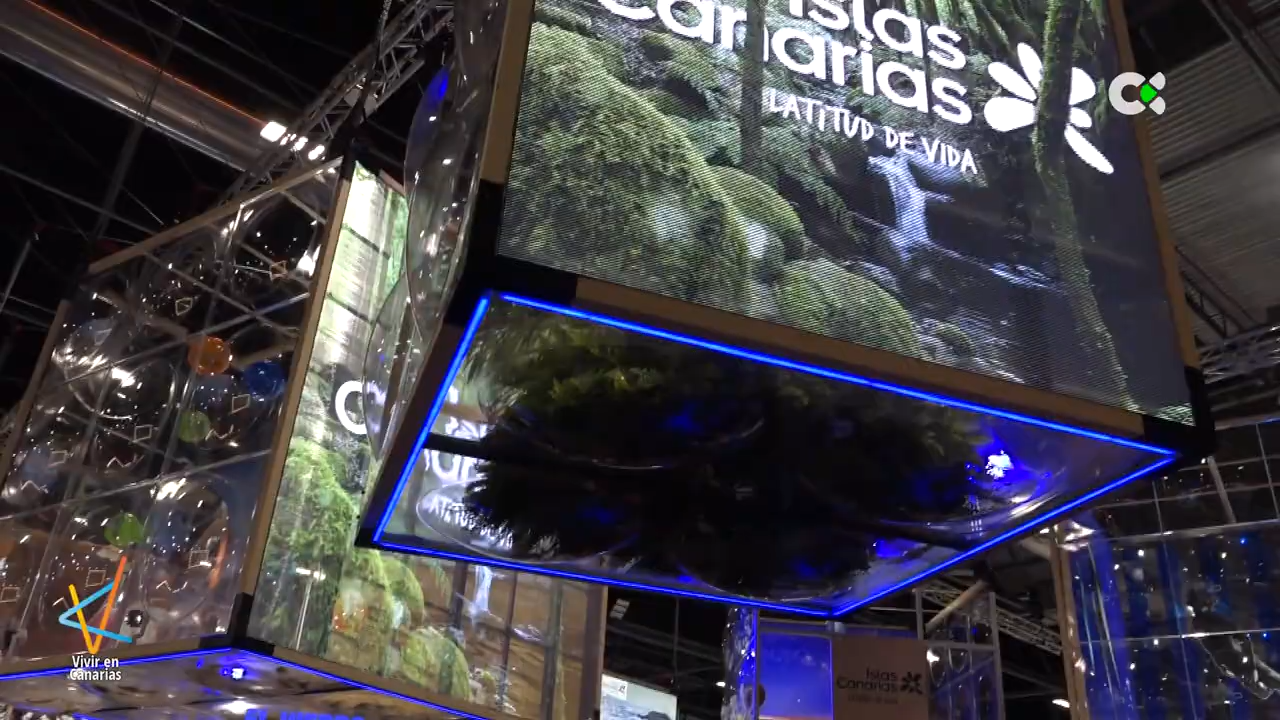 Islas
Canarias
LATITUD DE VIDA
Islas
Canarias
Vivir en
Canarias